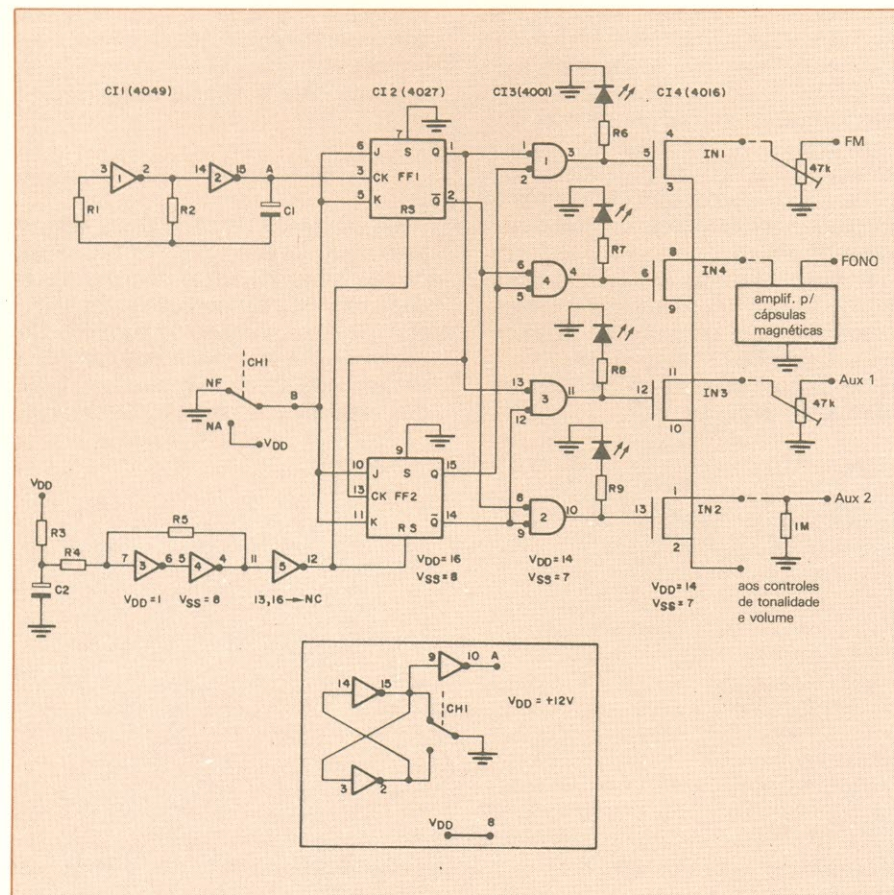 CI1 (4049)
CI2 (4027)
CI3 (4001)
CI4 (4016)
3
1
2
14
2
15
A
R1
R2
C1
7
6
J
S
Q
1
3
CK
FF1
5
K
Q̅
2
RS
1
2
1
3
R6
5
4
IN1
3
47k
FM
6
5
4
4
R7
6
8
IN4
9
FONO
amplif. p/
cápsulas
magnéticas
13
12
3
11
R8
12
11
IN3
10
47k
Aux 1
8
9
2
10
R9
13
1
IN2
2
1M
Aux 2
NF
CH1
B
NA
VDD
9
10
J
S
Q
15
13
CK
FF2
11
K
Q̅
14
RS
VDD
R3
R4
R5
C2
7
3
6
5
4
4
11
5
12
VDD = 1
VSS = 8
13, 16 → NC
VDD = 16
VSS = 8
VDD = 14
VSS = 7
VDD = 14
VSS = 7
aos controles
de tonalidade
e volume
9
10
A
14
15
CH1
VDD = +12V
3
2
VDD
B